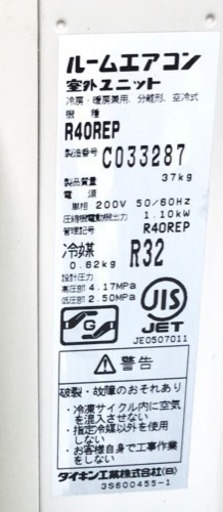 ルームエアコン
室外ユニット
冷房・暖房兼用、分離形、空冷式
機種
R40REP
製造番号 C033287
製品質量 37kg
電源
単相 200V 50/60Hz
圧縮機電動機出力 1.10kW
管理記号 R40REP
冷媒 R32
0.62kg
設計圧力
高圧部 4.17MPa
低圧部 2.50MPa
G
JIS
JET
JE0507011
警告
破裂・故障のおそれあり
・冷凍サイクル内に空気
を混入させない
・指定冷媒以外を使用
しない
・お客様自身で工事等を
しない
ダイキン工業株式会社(日)
3S600455-1